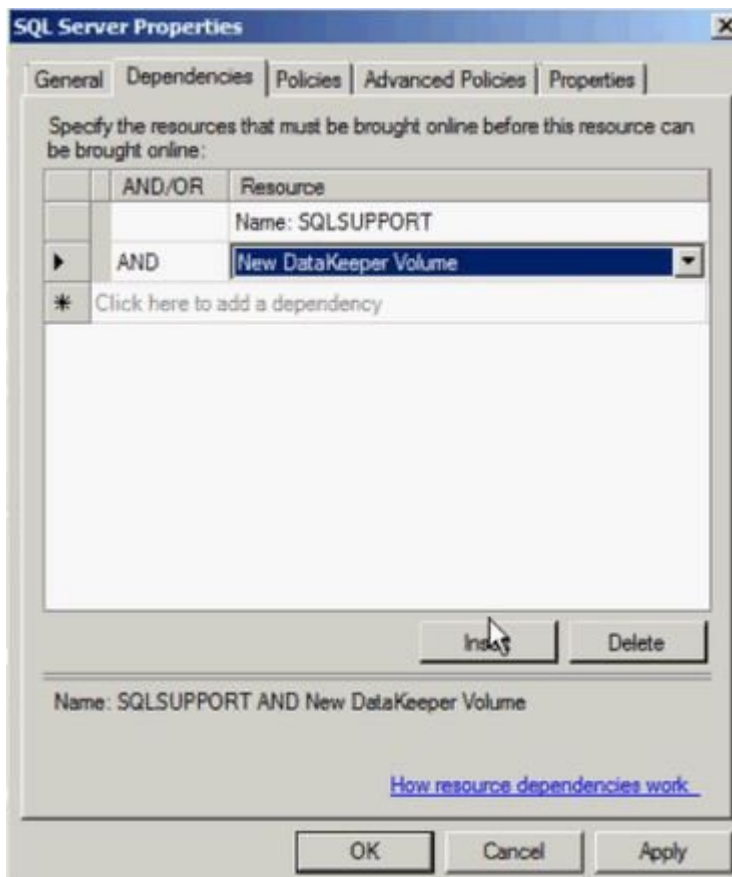 SQL Server Properties
General Dependencies Policies Advanced Policies Properties
Specify the resources that must be brought online before this resource can
be brought online:
AND/OR Resource
Name: SQLSUPPORT
AND New DataKeeper Volume
Click here to add a dependency
Delete
Name: SQLSUPPORT AND New DataKeeper Volume
How resource dependencies work
OK Cancel Apply